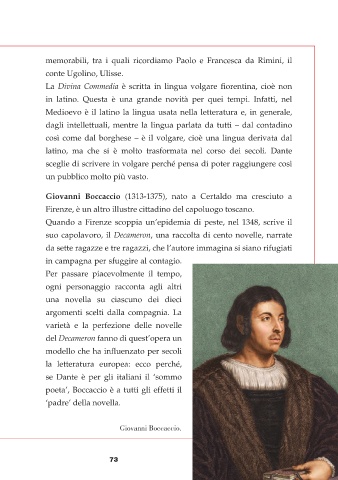 memorabili, tra i quali ricordiamo Paolo e Francesca da Rimini, il
conte Ugolino, Ulisse.
La Divina Commedia è scritta in lingua volgare fiorentina, cioè non
in latino. Questa è una grande novità per quei tempi. Infatti, nel
Medioevo è il latino la lingua usata nella letteratura e, in generale,
dagli intellettuali, mentre la lingua parlata da tutti – dal contadino
così come dal borghese – è il volgare, cioè una lingua derivata dal
latino, ma che si è molto trasformata nel corso dei secoli. Dante
sceglie di scrivere in volgare perché pensa di poter raggiungere così
un pubblico molto più vasto.
Giovanni Boccaccio (1313-1375), nato a Certaldo ma cresciuto a
Firenze, è un altro illustre cittadino del capoluogo toscano.
Quando a Firenze scoppia un'epidemia di peste, nel 1348, scrive il
suo capolavoro, il Decameron, una raccolta di cento novelle, narrate
da sette ragazze e tre ragazzi, che l'autore immagina si siano rifugiati
in campagna per sfuggire al contagio.
Per passare piacevolmente il tempo,
ogni personaggio racconta agli altri
una novella su ciascuno dei dieci
argomenti scelti dalla compagnia. La
varietà e la perfezione delle novelle
del Decameron fanno di quest'opera un
modello che ha influenzato per secoli
la letteratura europea: ecco perché,
se Dante è per gli italiani il 'sommo
poeta', Boccaccio è a tutti gli effetti il
'padre' della novella.
Giovanni Boccaccio.
73